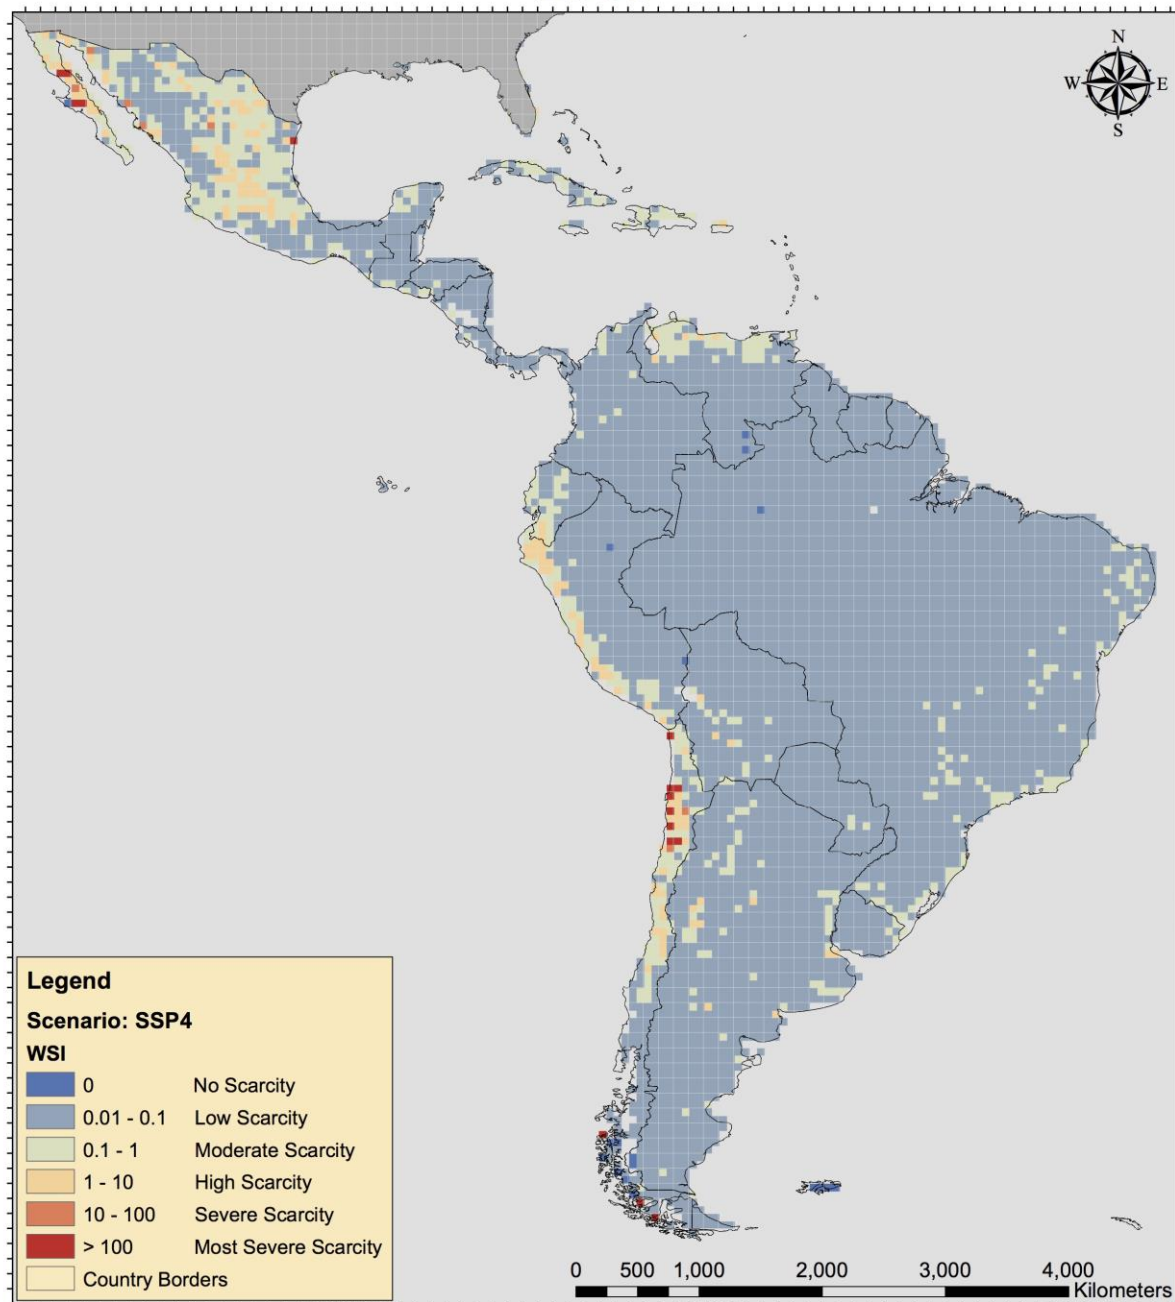 N
W E
S
Legend
Scenario: SSP4
WSI
0 No Scarcity
0.01 - 0.1 Low Scarcity
0.1 - 1 Moderate Scarcity
1 - 10 High Scarcity
10 - 100 Severe Scarcity
> 100 Most Severe Scarcity
Country Borders
0 500 1,000 2,000 3,000 4,000
Kilometers